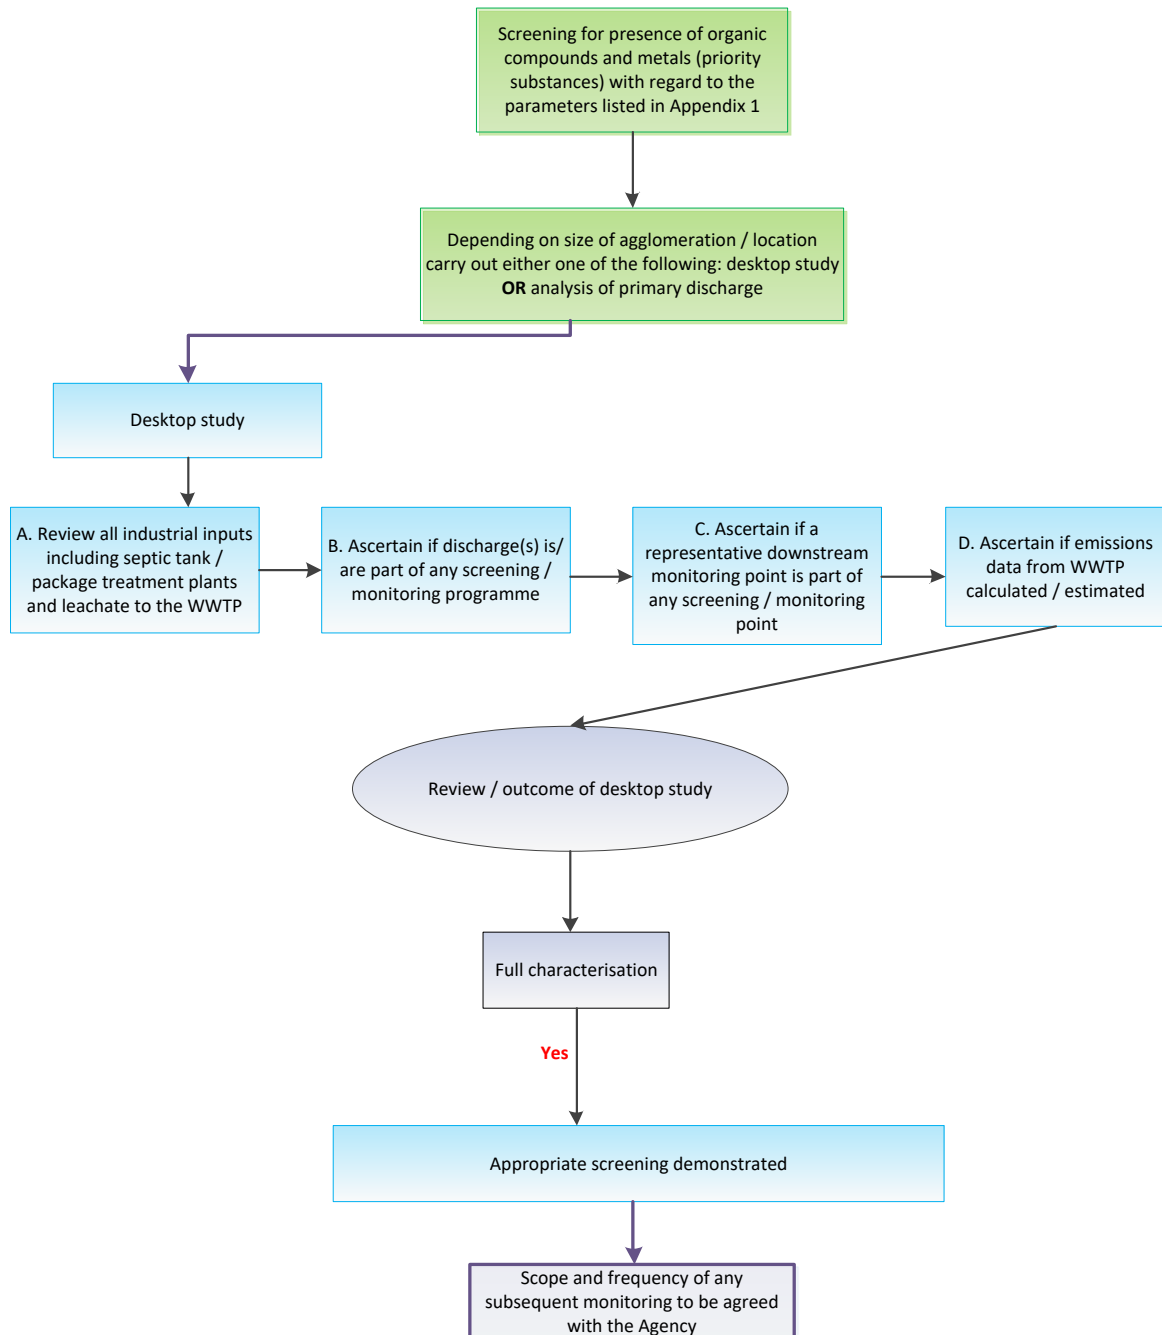 Screening for presence of organic
compounds and metals (priority
substances) with regard to the
parameters listed in Appendix 1
Depending on size of agglomeration / location
carry out either one of the following: desktop study
OR analysis of primary discharge
Desktop study
A. Review all industrial inputs
including septic tank /
package treatment plants
and leachate to the WWTP
B. Ascertain if discharge(s) is/
are part of any screening /
monitoring programme
C. Ascertain if a
representative downstream
monitoring point is part of
any screening / monitoring
point
D. Ascertain if emissions
data from WWTP
calculated / estimated
Review / outcome of desktop study
Full characterisation
Yes
Appropriate screening demonstrated
Scope and frequency of any
subsequent monitoring to be agreed
with the Agency